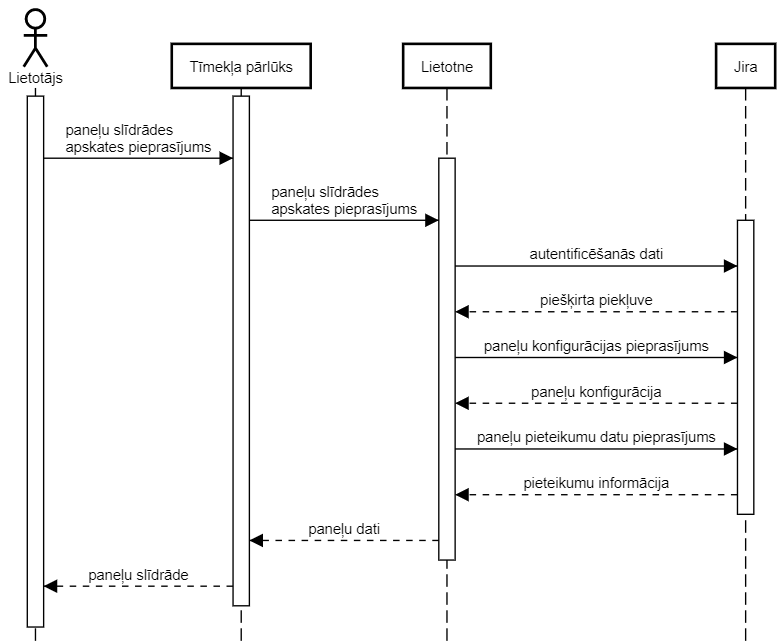 Lietotājs
Tīmekļa pārlūks
Lietotne
Jira
paneļu slīdrādes
apskates pieprasījums
paneļu slīdrādes
apskates pieprasījums
autentificēšanās dati
piešķirta piekļuve
paneļu konfigurācijas pieprasījums
paneļu konfigurācija
paneļu pieteikumu datu pieprasījums
pieteikumu informācija
paneļu dati
paneļu slīdrāde